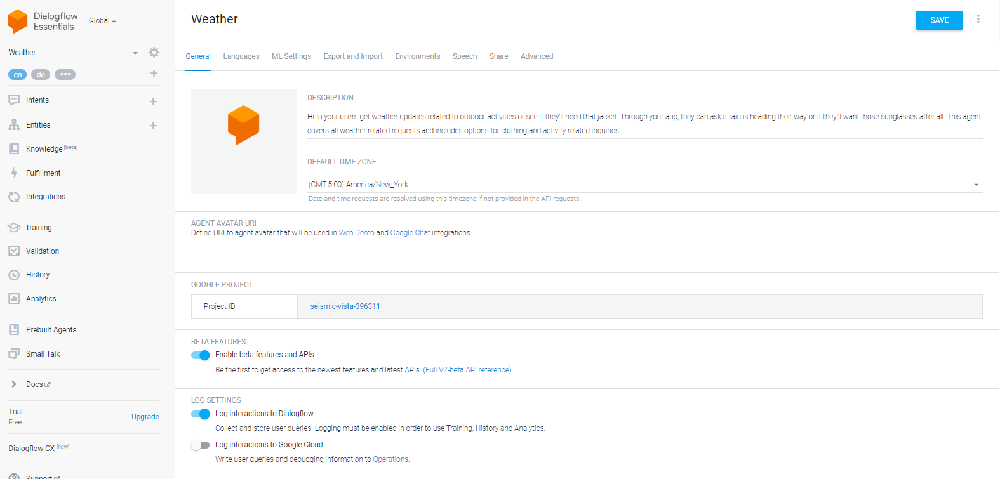 Dialogflow
Essentials
Global
Weather
en
de
Intents
Entities
Knowledge [beta]
Fulfillment
Integrations
Training
Validation
History
Analytics
Prebuilt Agents
Small Talk
Docs
Trial
Free
Upgrade
Dialogflow CX [new]
Support
Weather
SAVE
General Languages ML Settings Export and Import Environments Speech Share Advanced
DESCRIPTION
Help your users get weather updates related to outdoor activities or see if they'll need that jacket. Through your app, they can ask if rain is heading their way or if they'll want those sunglasses after all. This agent
covers all weather related requests and includes options for clothing and activity related inquiries.
DEFAULT TIME ZONE
(GMT-5:00) America/New_York
Date and time requests are resolved using this timezone if not provided in the API requests.
AGENT AVATAR URI
Define URI to agent avatar that will be used in Web Demo and Google Chat integrations.
GOOGLE PROJECT
Project ID seismic-vista-396311
BETA FEATURES
Enable beta features and APIs
Be the first to get access to the newest features and latest APIs. (Full V2-beta API reference)
LOG SETTINGS
Log interactions to Dialogflow
Collect and store user queries. Logging must be enabled in order to use Training, History and Analytics.
Log interactions to Google Cloud
Write user queries and debugging information to Operations.